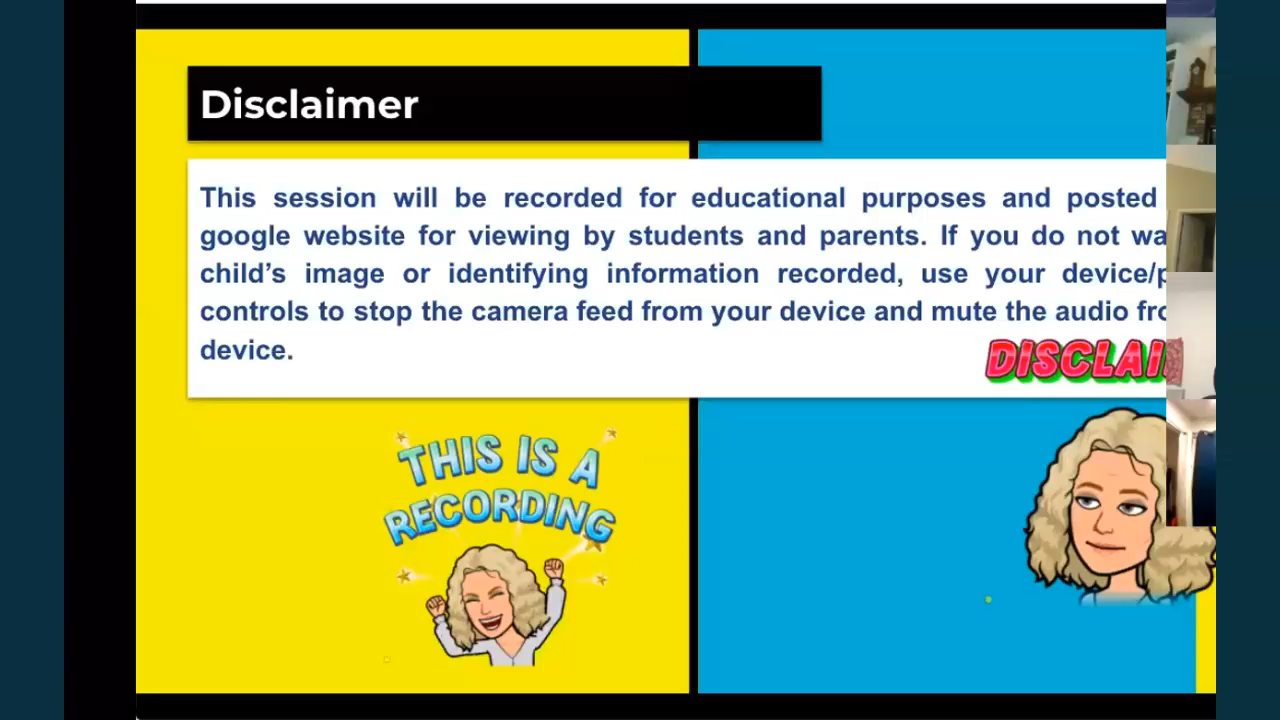 Disclaimer
This session will be recorded for educational purposes and posted
google website for viewing by students and parents. If you do not
child’s image or identifying information recorded, use your
controls to stop the camera feed from your device and mute the audio
device.
THIS IS A
RECORDING